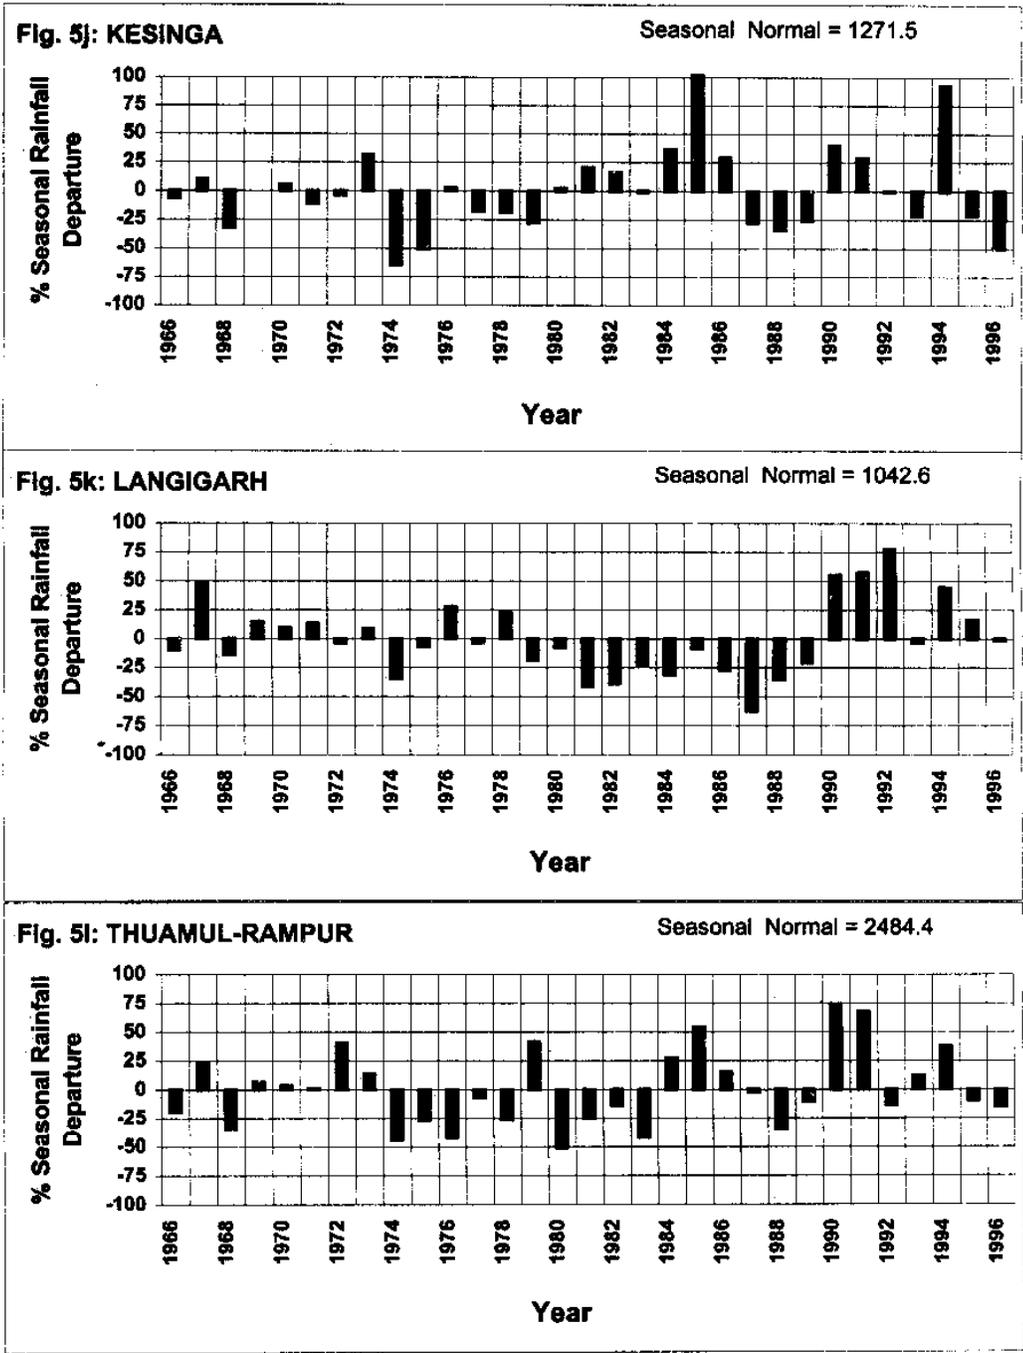 Fig. 5j: KESINGA
Seasonal Normal = 1271.5
% Seasonal Rainfall
Departure
100
75
50
25
0
-25
-50
-75
-100
1966 1968 1970 1972 1974 1976 1978 1980 1982 1984 1986 1988 1990 1992 1994 1996
Year
Fig. 5k: LANGIGARH
Seasonal Normal = 1042.6
% Seasonal Rainfall
Departure
100
75
50
25
0
-25
-50
-75
-100
1966 1968 1970 1972 1974 1976 1978 1980 1982 1984 1986 1988 1990 1992 1994 1996
Year
Fig. 5l: THUAMUL-RAMPUR
Seasonal Normal = 2484.4
% Seasonal Rainfall
Departure
100
75
50
25
0
-25
-50
-75
-100
1966 1968 1970 1972 1974 1976 1978 1980 1982 1984 1986 1988 1990 1992 1994 1996
Year